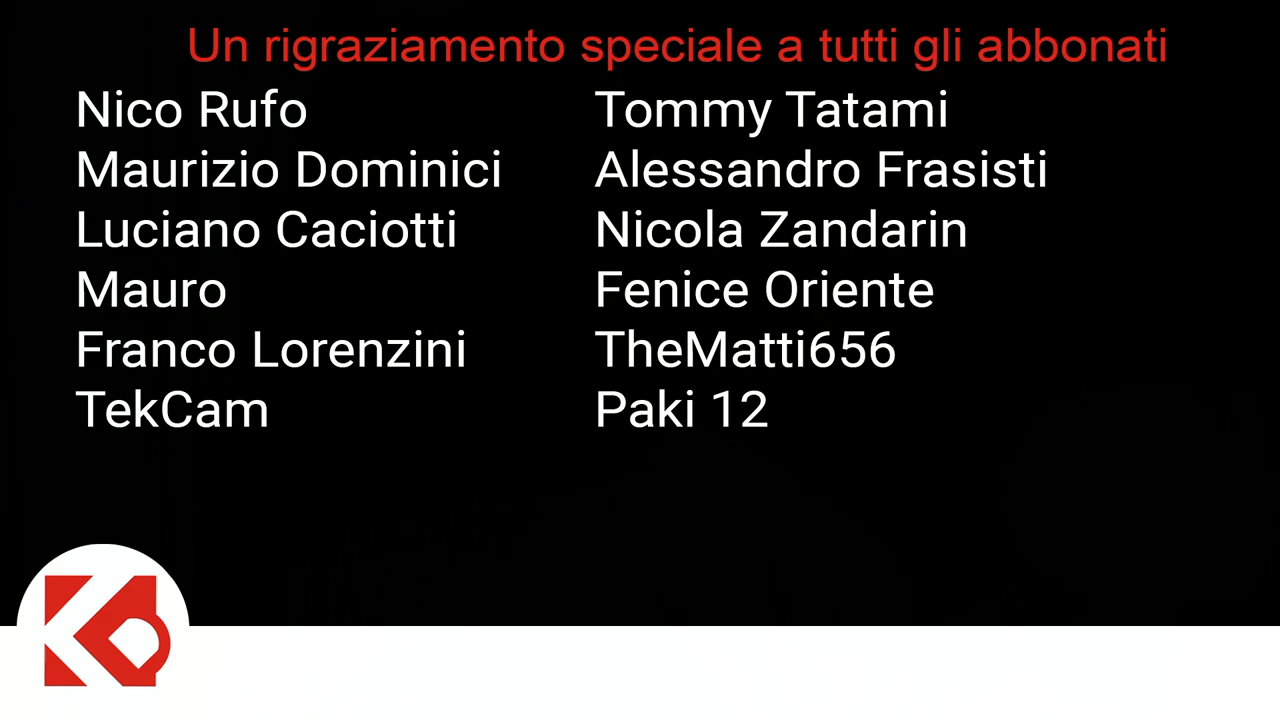 Un rigraziamento speciale a tutti gli abbonati
Nico Rufo
Maurizio Dominici
Luciano Caciotti
Mauro
Franco Lorenzini
TekCam
Tommy Tatami
Alessandro Frasisti
Nicola Zandarin
Fenice Oriente
TheMatti656
Paki 12